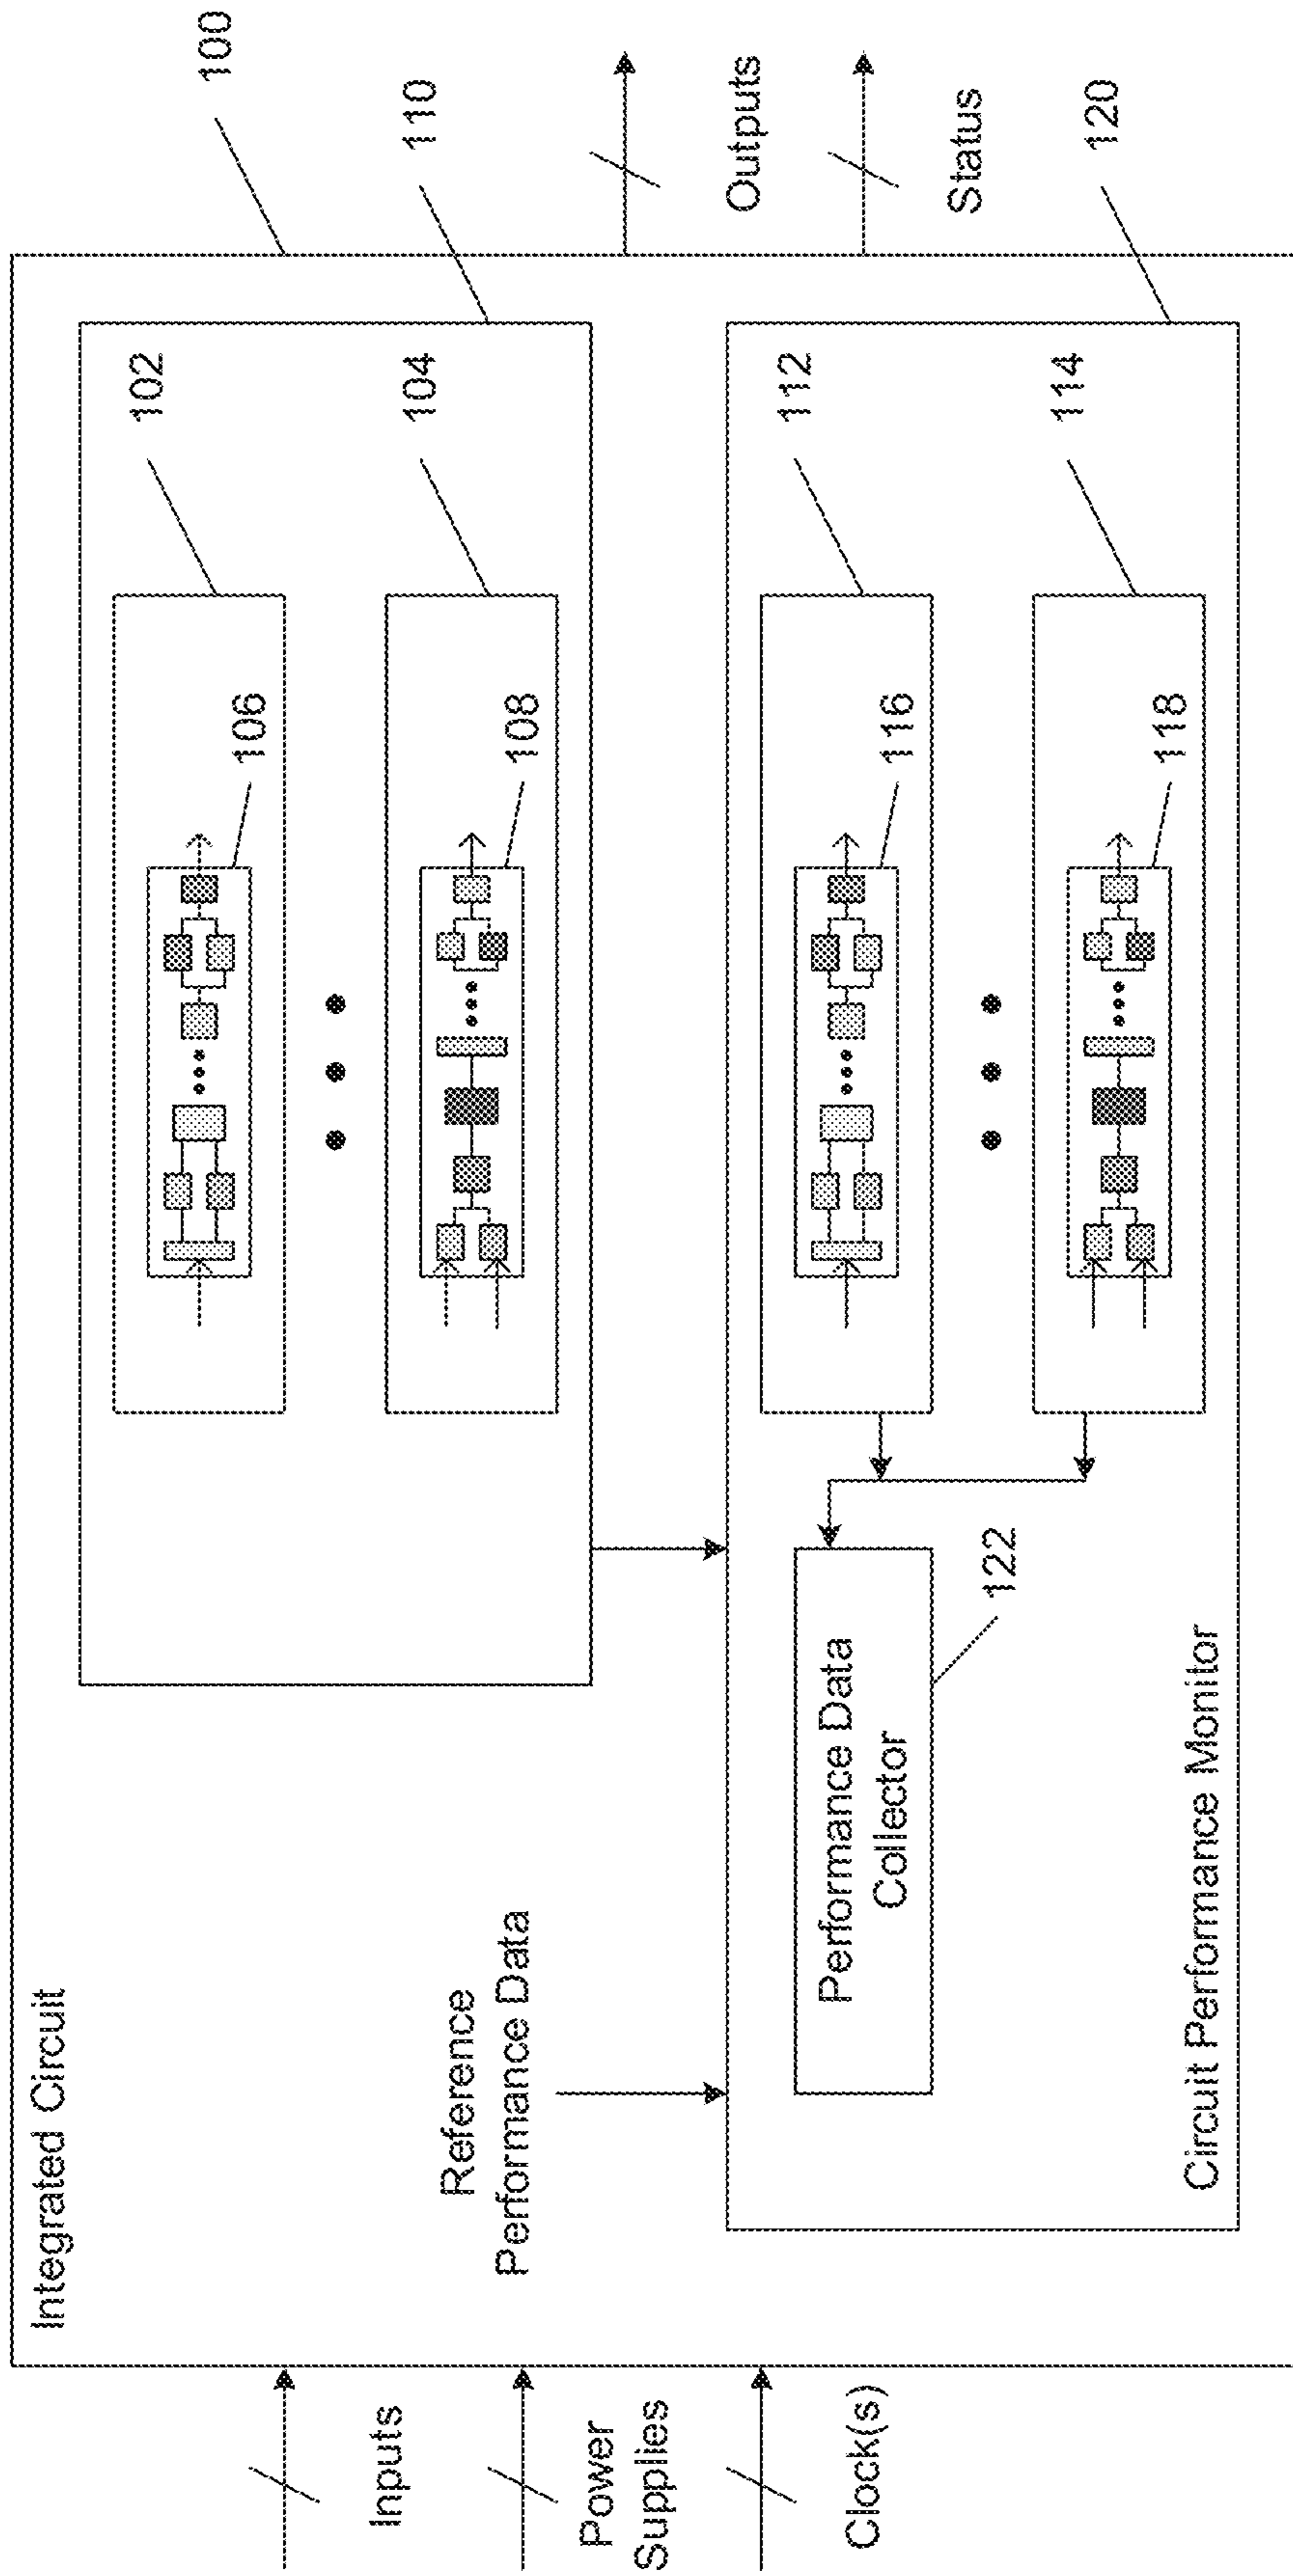 Integrated Circuit
100
110
102
106
104
108
Inputs
Power
Supplies
Clock(s)
Reference
Performance Data
Outputs
Status
120
112
116
114
118
Performance Data
Collector
122
Circuit Performance Monitor